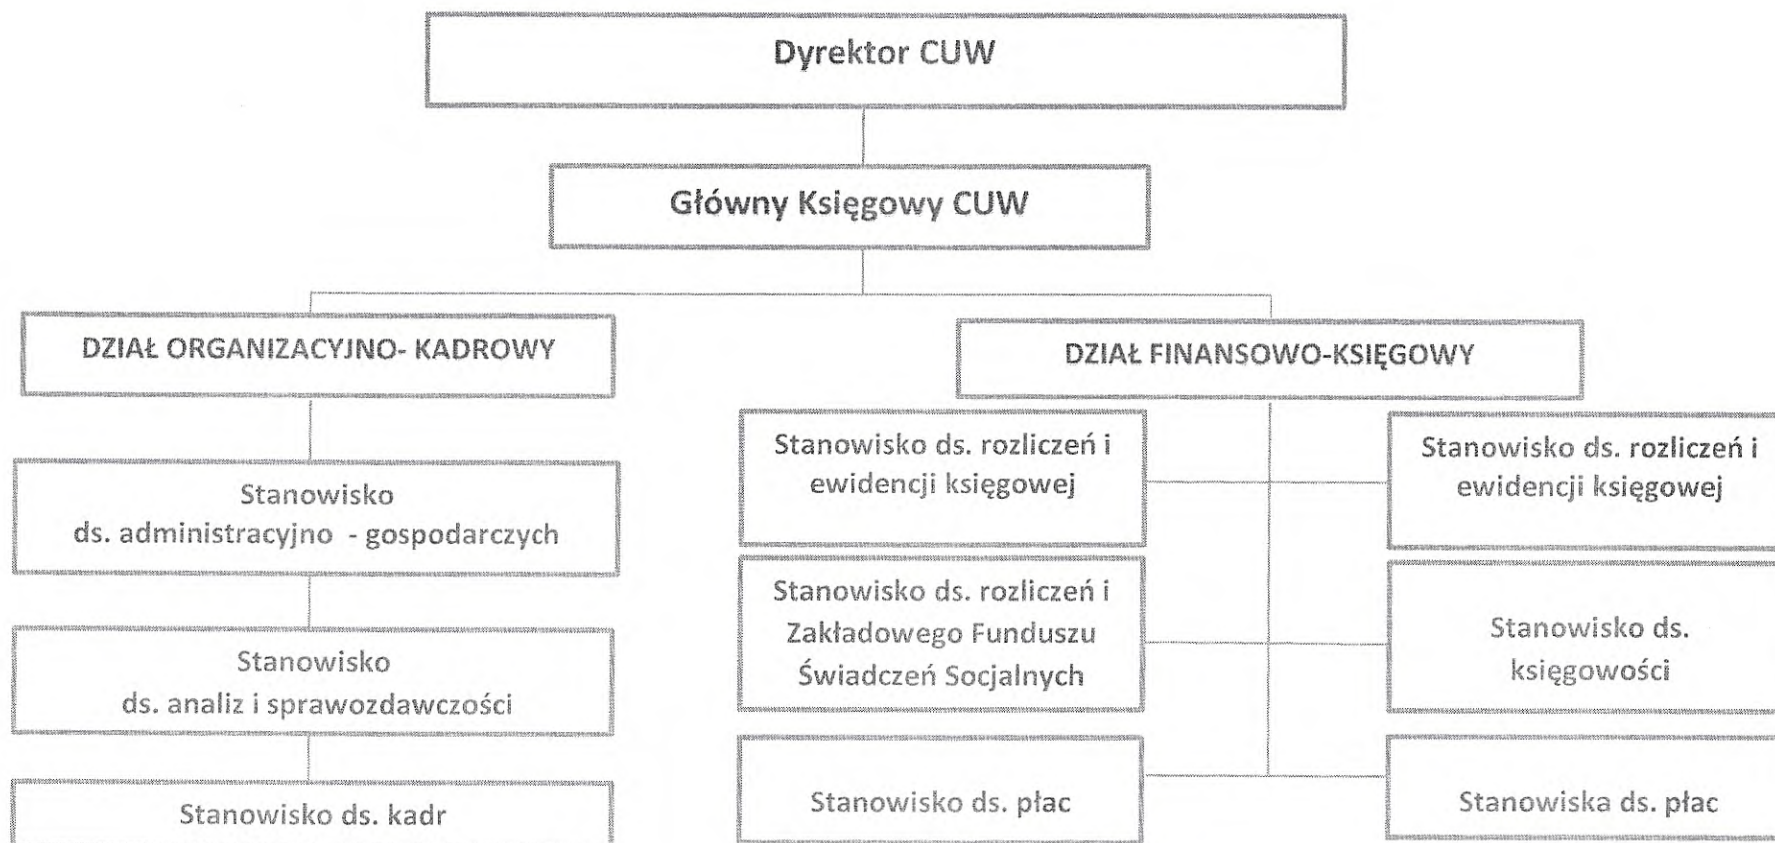 Dyrektor CUW
Główny Księgowy CUW
DZIAŁ ORGANIZACYJNO- KADROWY
Stanowisko
ds. administracyjno - gospodarczych
Stanowisko
ds. analiz i sprawozdawczości
Stanowisko ds. kadr
DZIAŁ FINANSOWO-KSIĘGOWY
Stanowisko ds. rozliczeń i
ewidencji księgowej
Stanowisko ds. rozliczeń i
ewidencji księgowej
Stanowisko ds. rozliczeń i
Zakładowego Funduszu
Świadczeń Socjalnych
Stanowisko ds.
księgowości
Stanowisko ds. płac
Stanowiska ds. płac